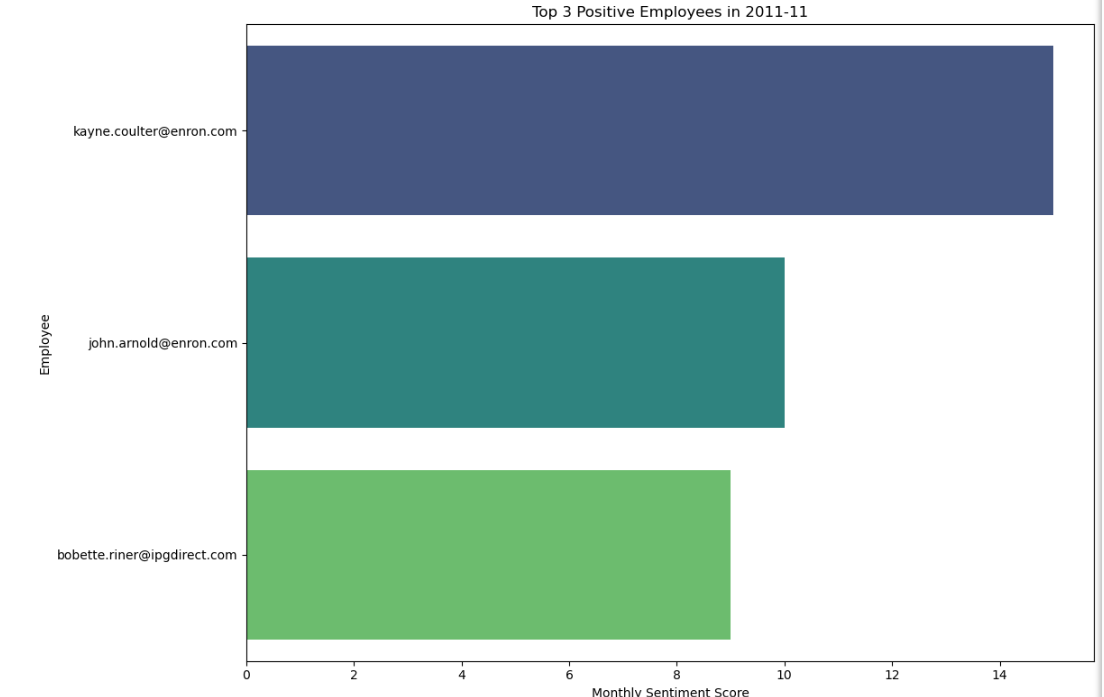 Top 3 Positive Employees in 2011-11
kayne.coulter@enron.com
john.arnold@enron.com
bobette.riner@ipgdirect.com
Employee
0 2 4 6 8 10 12 14
Monthly Sentiment Score